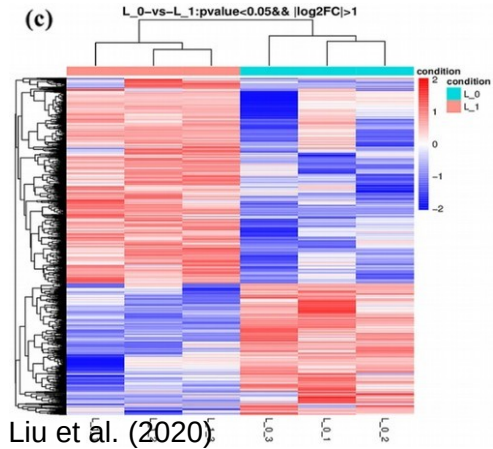 (c)
L_0-vs-L_1:pvalue<0.05&& |log2FC|>1
condition
2
1
0
−1
−2
condition
L_0
L_1
L_0_3
L_0_1
L_0_2
Liu et al. (2020)